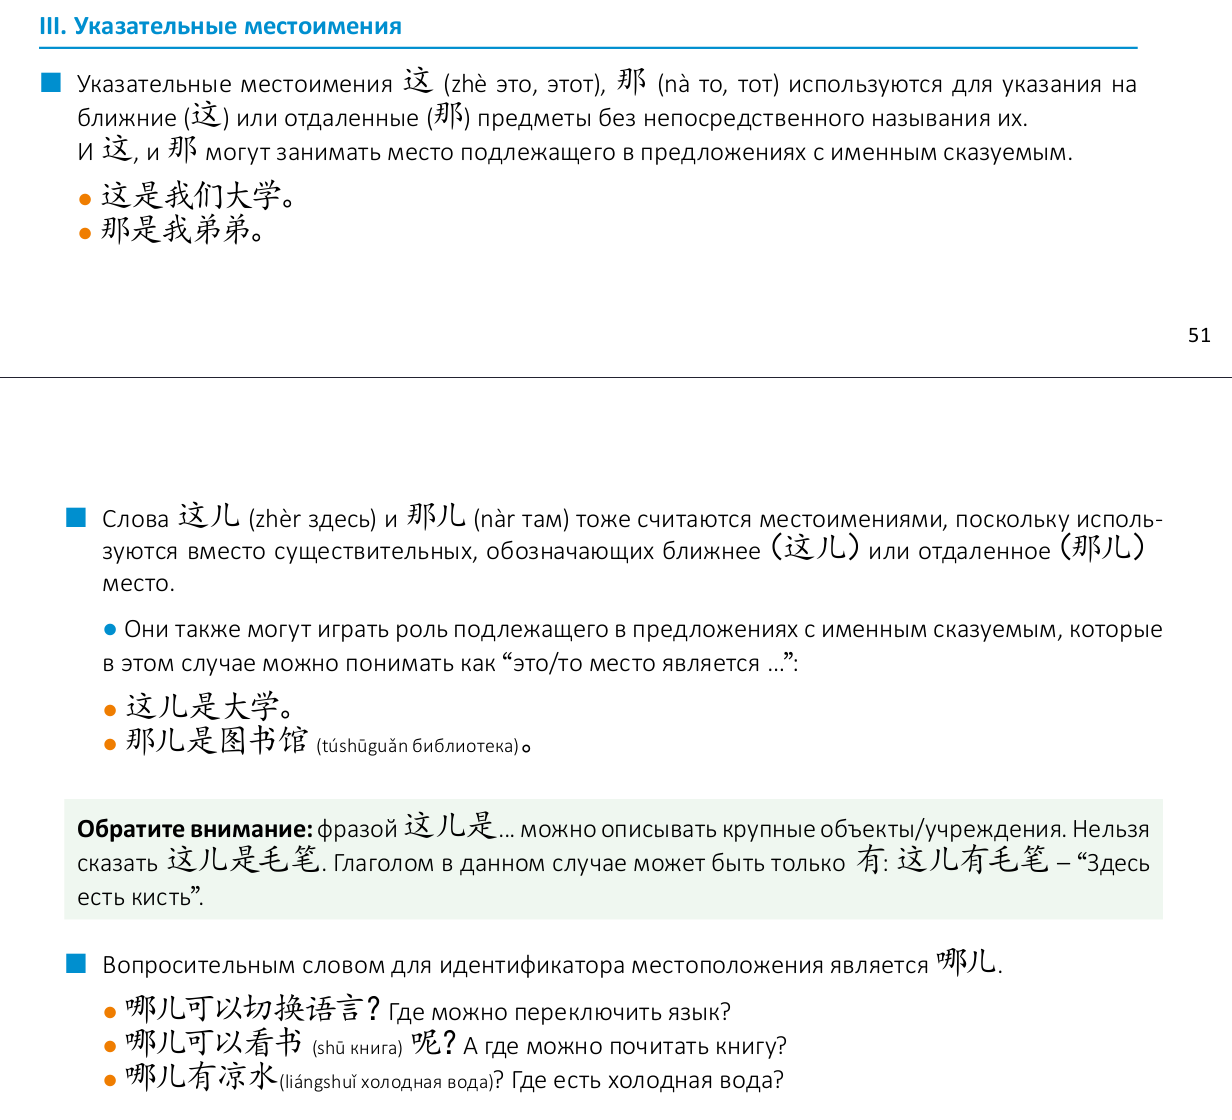 III. Указательные местоимения
Указательные местоимения 这 (zhè это, этот), 那 (nà то, тот) используются для указания на
ближние (这) или отдаленные (那) предметы без непосредственного называния их.
И 这, и 那 могут занимать место подлежащего в предложениях с именным сказуемым.
● 这是我们大学。
● 那是我弟弟。
51
Слова 这儿 (zhèr здесь) и 那儿 (nàr там) тоже считаются местоимениями, поскольку исполь-
зуются вместо существительных, обозначающих ближнее (这儿) или отдаленное (那儿)
место.
● Они также могут играть роль подлежащего в предложениях с именным сказуемым, которые
в этом случае можно понимать как “это/то место является ...”:
● 这儿是大学。
● 那儿是图书馆 (túshūguǎn библиотека)。
Обратите внимание: фразой 这儿是... можно описывать крупные объекты/учреждения. Нельзя
сказать 这儿是毛笔. Глаголом в данном случае может быть только 有: 这儿有毛笔 – “Здесь
есть кисть”.
Вопросительным словом для идентификатора местоположения является 哪儿.
● 哪儿可以切换语言? Где можно переключить язык?
● 哪儿可以看书 (shū книга) 呢? А где можно почитать книгу?
● 哪儿有凉水(liángshuǐ холодная вода)? Где есть холодная вода?